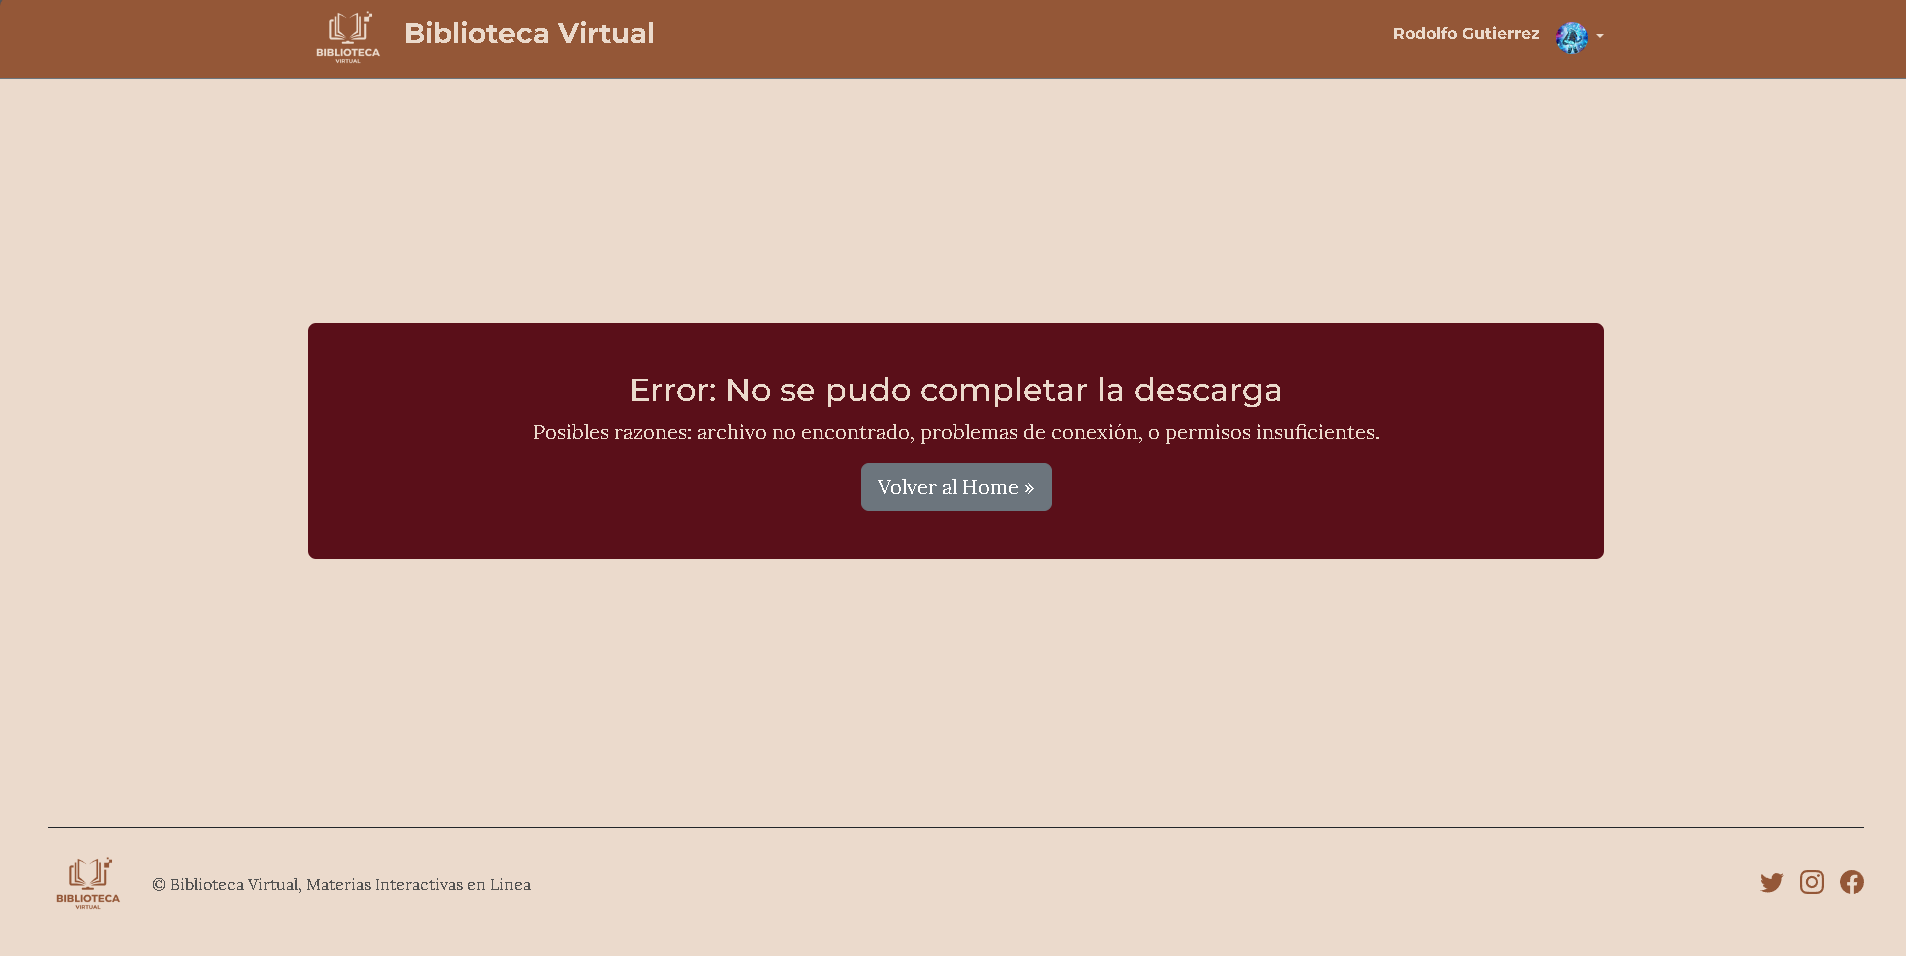 BIBLIOTECA
VIRTUAL
Biblioteca Virtual
Rodolfo Gutierrez
Error: No se pudo completar la descarga
Posibles razones: archivo no encontrado, problemas de conexión, o permisos insuficientes.
Volver al Home »
BIBLIOTECA
VIRTUAL
© Biblioteca Virtual, Materias Interactivas en Linea